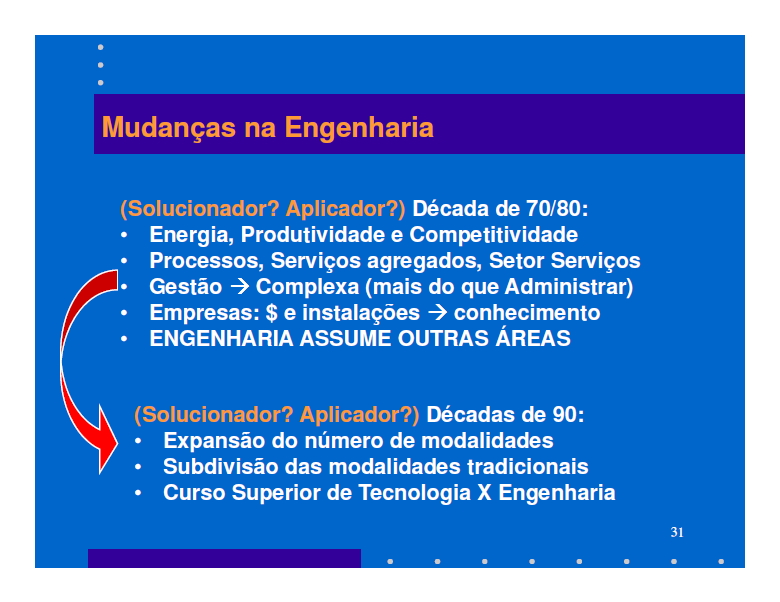 Mudanças na Engenharia
(Solucionador? Aplicador?) Década de 70/80:
• Energia, Produtividade e Competitividade
• Processos, Serviços agregados, Setor Serviços
• Gestão → Complexa (mais do que Administrar)
• Empresas: $ e instalações → conhecimento
• ENGENHARIA ASSUME OUTRAS ÁREAS
(Solucionador? Aplicador?) Décadas de 90:
• Expansão do número de modalidades
• Subdivisão das modalidades tradicionais
• Curso Superior de Tecnologia X Engenharia
31